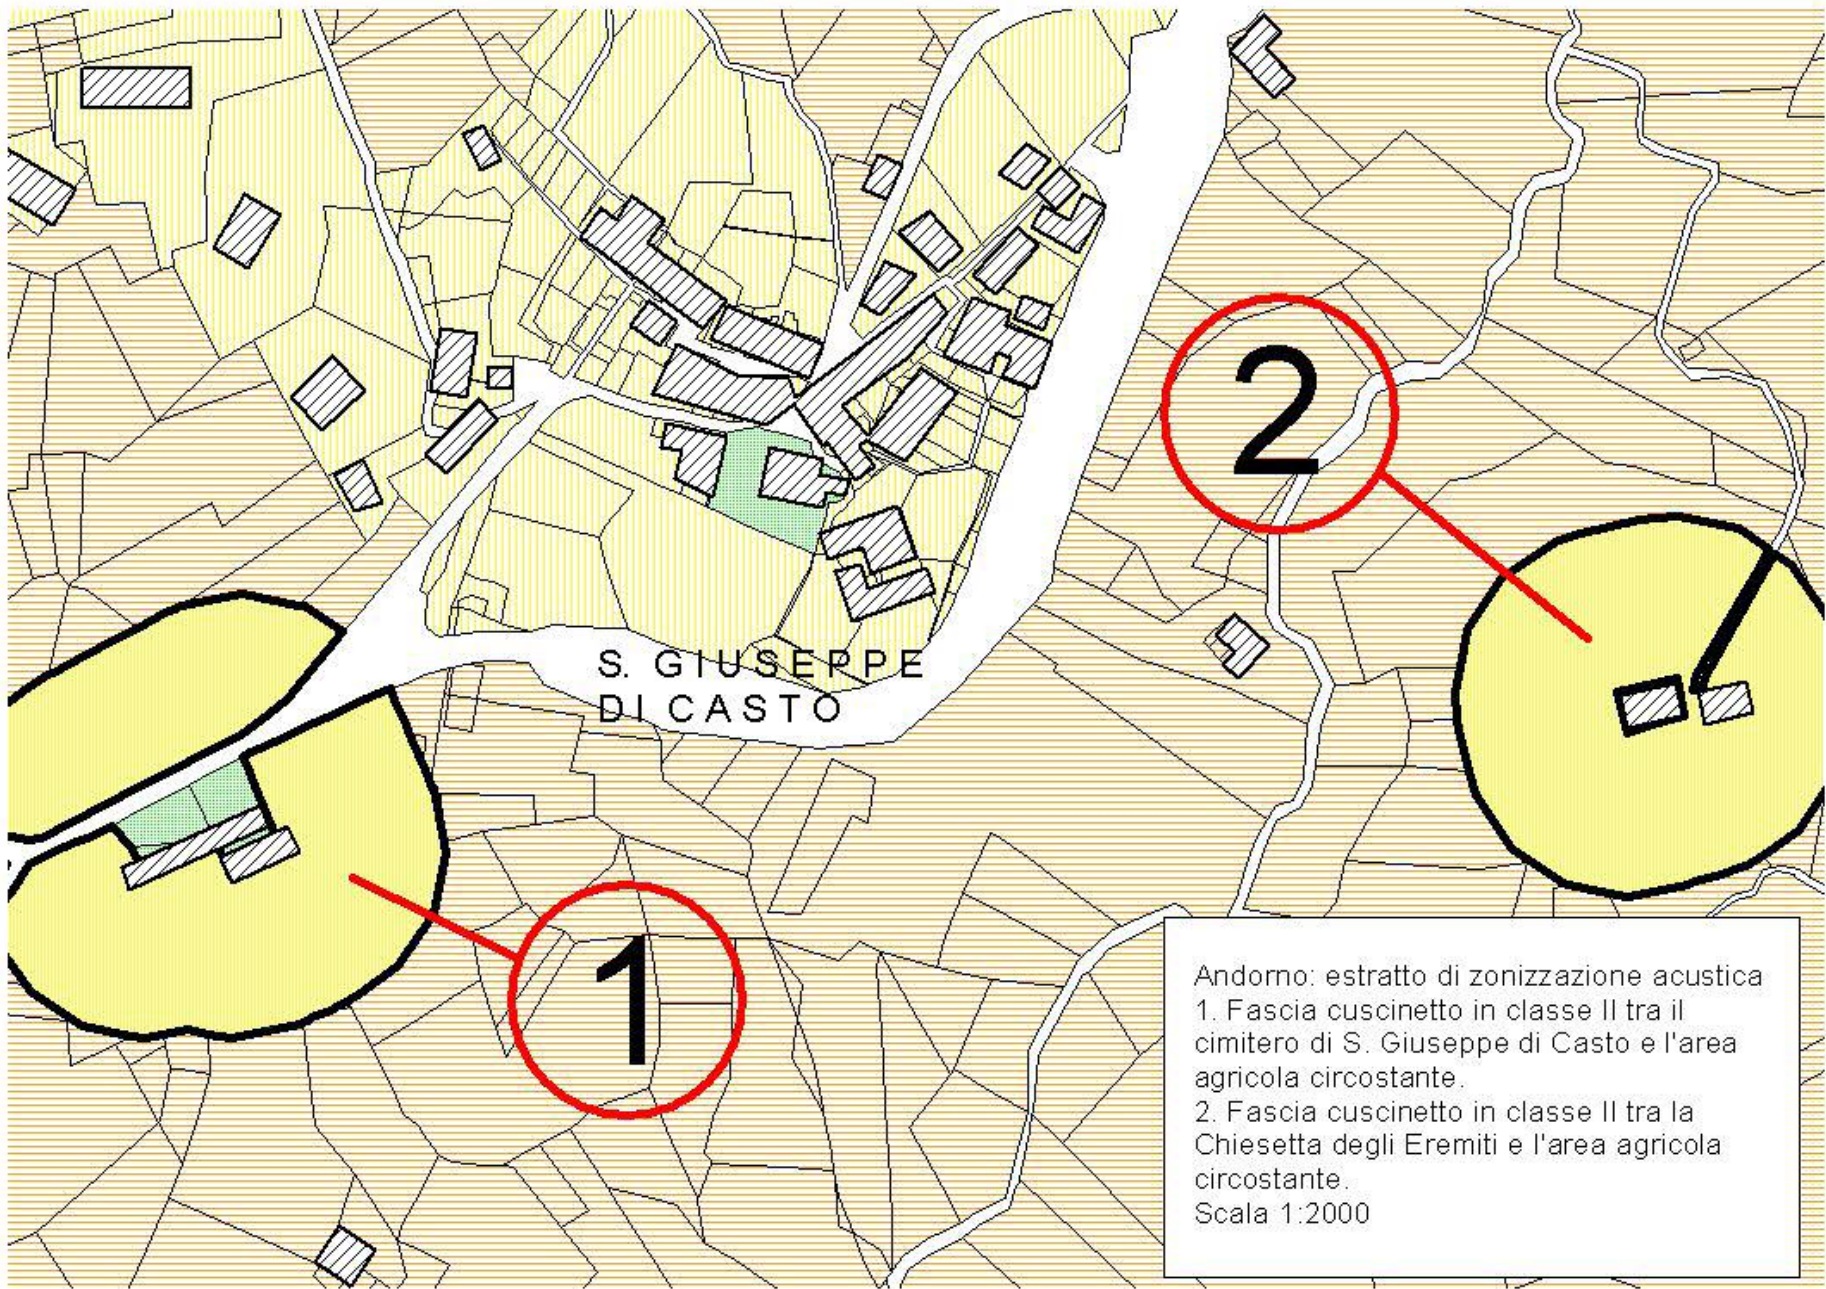 S. GIUSEPPE
DI CASTO
2
1
Andorno: estratto di zonizzazione acustica
1. Fascia cuscinetto in classe II tra il
cimitero di S. Giuseppe di Casto e l'area
agricola circostante.
2. Fascia cuscinetto in classe II tra la
Chiesetta degli Eremiti e l'area agricola
circostante.
Scala 1:2000